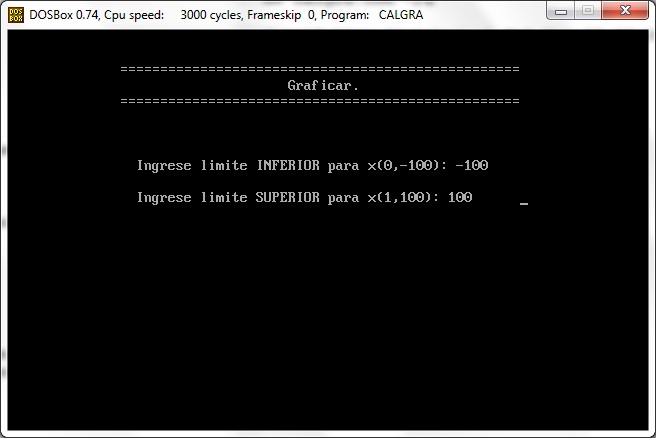 DOSBox 0.74, Cpu speed: 3000 cycles, Frameskip 0, Program: CALGRA
==================================================
Graficar.
==================================================
Ingrese limite INFERIOR para x(0,-100): -100
Ingrese limite SUPERIOR para x(1,100): 100 _